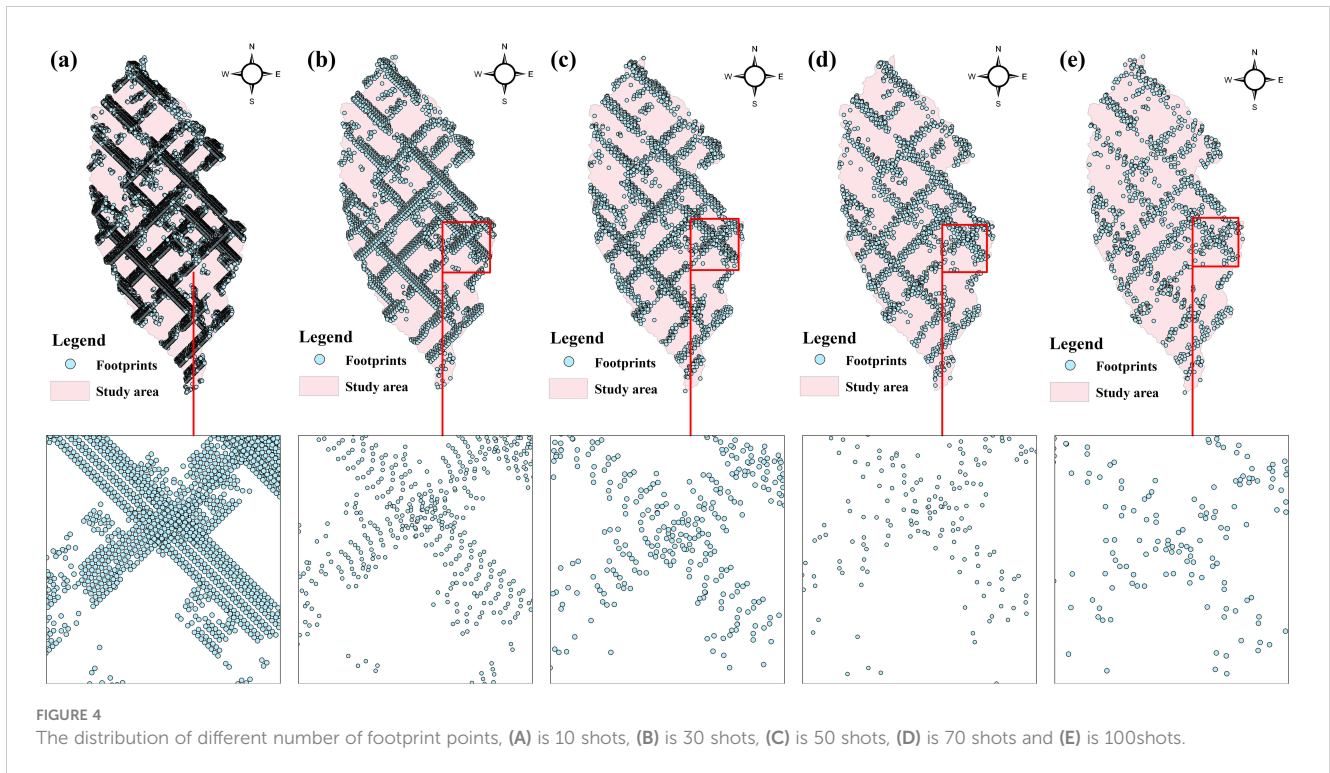 (a)
N
W E
S
Legend
Footprints
Study area
(b)
N
W E
S
Legend
Footprints
Study area
(c)
N
W E
S
Legend
Footprints
Study area
(d)
N
W E
S
Legend
Footprints
Study area
(e)
N
W E
S
Legend
Footprints
Study area
FIGURE 4
The distribution of different number of footprint points, (A) is 10 shots, (B) is 30 shots, (C) is 50 shots, (D) is 70 shots and (E) is 100shots.